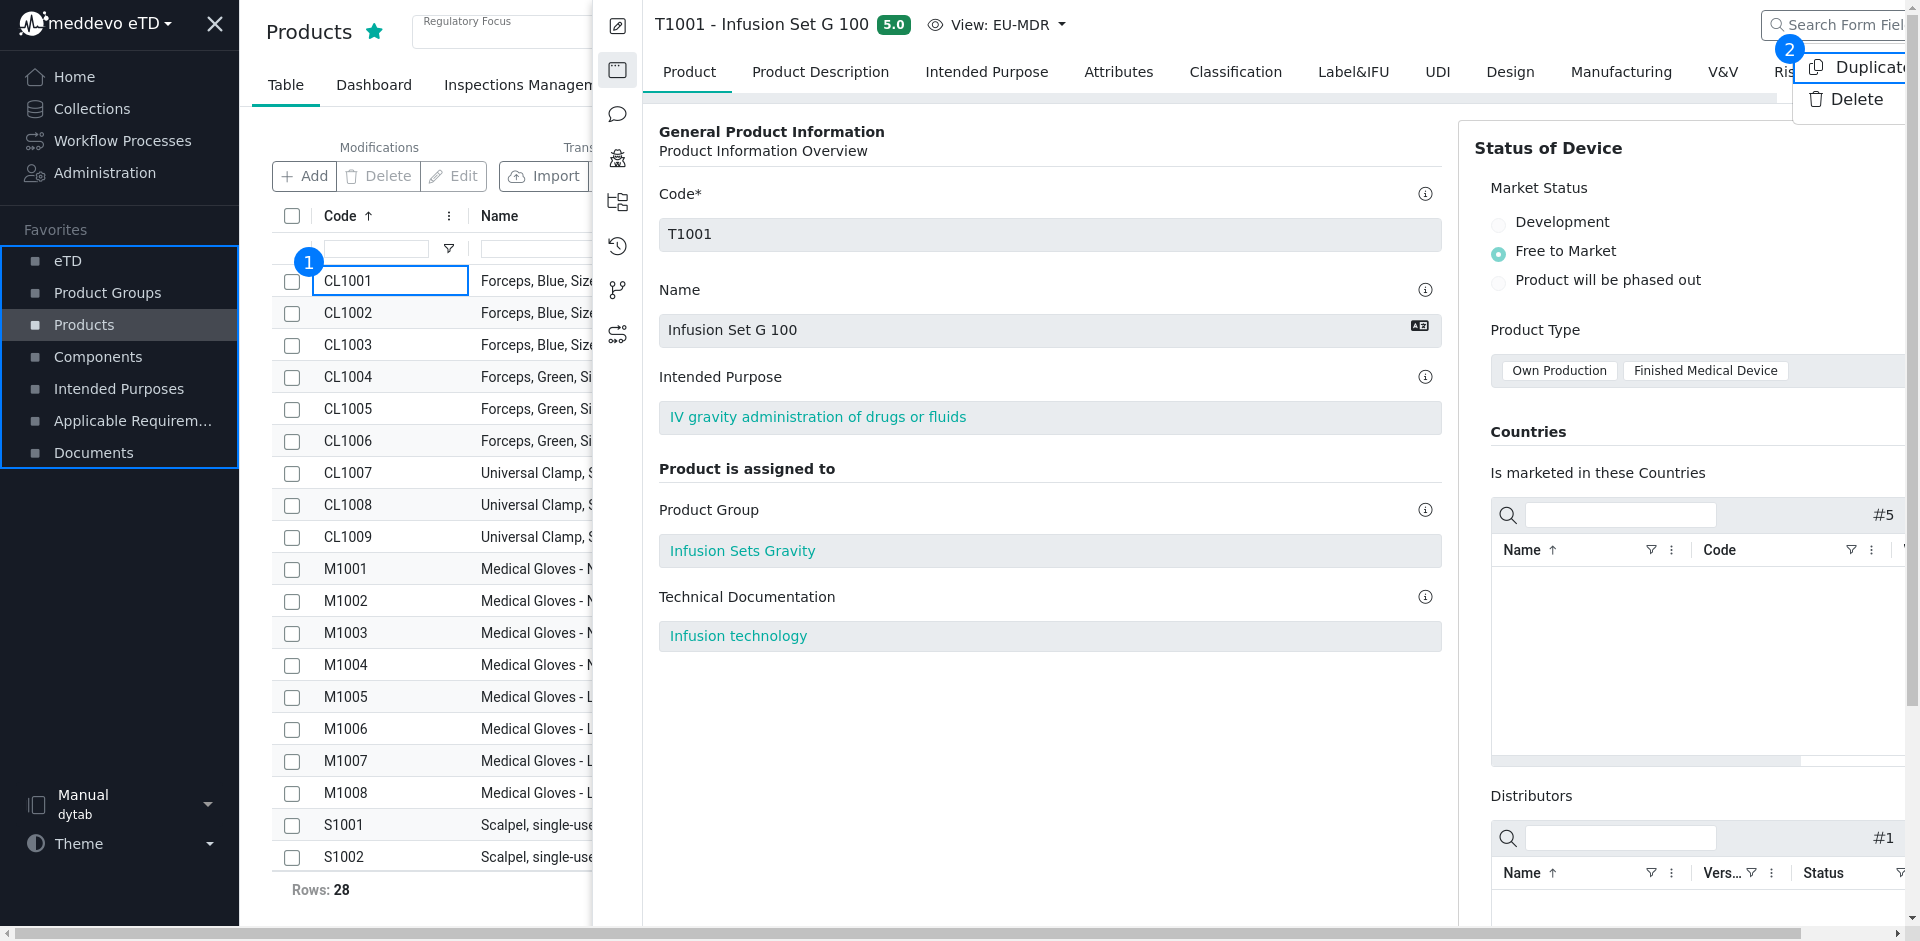 meddevo eTD
Home
Collections
Workflow Processes
Administration
Favorites
eTD
Product Groups
Products
Components
Intended Purposes
Applicable Requirem...
Documents
Manual
dytab
Theme
Products
Regulatory Focus
Table
Dashboard
Inspections Managem
Modifications
Trans
Add
Delete
Edit
Import
Code
Name
1
CL1001 Forceps, Blue, Size
CL1002 Forceps, Blue, Size
CL1003 Forceps, Blue, Size
CL1004 Forceps, Green, Si
CL1005 Forceps, Green, Si
CL1006 Forceps, Green, Si
CL1007 Universal Clamp, S
CL1008 Universal Clamp, S
CL1009 Universal Clamp, S
M1001 Medical Gloves - N
M1002 Medical Gloves - N
M1003 Medical Gloves - N
M1004 Medical Gloves - N
M1005 Medical Gloves - L
M1006 Medical Gloves - L
M1007 Medical Gloves - L
M1008 Medical Gloves - L
S1001 Scalpel, single-use
S1002 Scalpel, single-use
Rows: 28
T1001 - Infusion Set G 100 5.0 View: EU-MDR
Search Form Fiel
2
Duplicate
Delete
Product
Product Description
Intended Purpose
Attributes
Classification
Label&IFU
UDI
Design
Manufacturing
V&V
Ris
General Product Information
Product Information Overview
Code*
T1001
Name
Infusion Set G 100
Intended Purpose
IV gravity administration of drugs or fluids
Product is assigned to
Product Group
Infusion Sets Gravity
Technical Documentation
Infusion technology
Status of Device
Market Status
Development
Free to Market
Product will be phased out
Product Type
Own Production Finished Medical Device
Countries
Is marketed in these Countries
#5
Name Code
Distributors
#1
Name Vers... Status